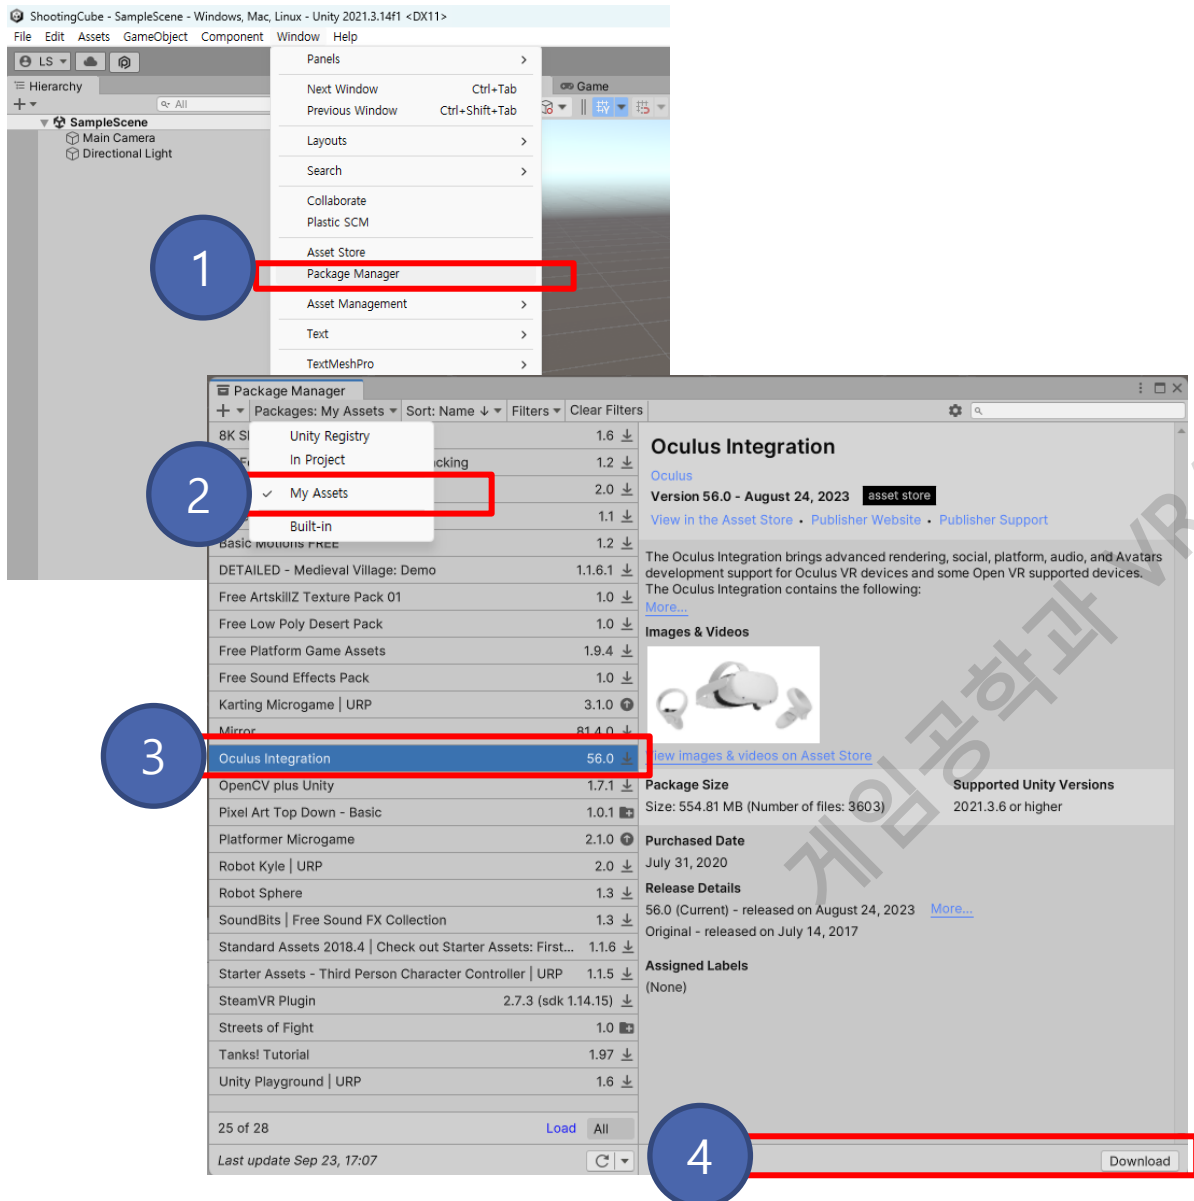 ShootingCube - SampleScene - Windows, Mac, Linux - Unity 2021.3.14f1 <DX11>
File Edit Assets GameObject Component Window Help
LS
Hierarchy
All
SampleScene
Main Camera
Directional Light
Panels
Next Window Ctrl+Tab
Previous Window Ctrl+Shift+Tab
Layouts
Search
Collaborate
Plastic SCM
Asset Store
Package Manager
Asset Management
Text
TextMeshPro
Game
1
Package Manager
Packages: My Assets Sort: Name ↓ Filters Clear Filters
Unity Registry
In Project
My Assets
Built-in
2
8K S 1.6
cking 1.2
2.0
1.1
Basic Motions FREE 1.2
DETAILED - Medieval Village: Demo 1.1.6.1
Free ArtskillZ Texture Pack 01 1.0
Free Low Poly Desert Pack 1.0
Free Platform Game Assets 1.9.4
Free Sound Effects Pack 1.0
Karting Microgame | URP 3.1.0
Mirror 81.4.0
3
Oculus Integration 56.0
OpenCV plus Unity 1.7.1
Pixel Art Top Down - Basic 1.0.1
Platformer Microgame 2.1.0
Robot Kyle | URP 2.0
Robot Sphere 1.3
SoundBits | Free Sound FX Collection 1.3
Standard Assets 2018.4 | Check out Starter Assets: First... 1.1.6
Starter Assets - Third Person Character Controller | URP 1.1.5
SteamVR Plugin 2.7.3 (sdk 1.14.15)
Streets of Fight 1.0
Tanks! Tutorial 1.97
Unity Playground | URP 1.6
25 of 28 Load All
Last update Sep 23, 17:07
Oculus Integration
Oculus
Version 56.0 - August 24, 2023 asset store
View in the Asset Store • Publisher Website • Publisher Support
The Oculus Integration brings advanced rendering, social, platform, audio, and Avatars
development support for Oculus VR devices and some Open VR supported devices.
The Oculus Integration contains the following:
More...
Images & Videos
View images & videos on Asset Store
Package Size Supported Unity Versions
Size: 554.81 MB (Number of files: 3603) 2021.3.6 or higher
Purchased Date
July 31, 2020
Release Details
56.0 (Current) - released on August 24, 2023 More...
Original - released on July 14, 2017
Assigned Labels
(None)
4
Download
게임공학과 VR